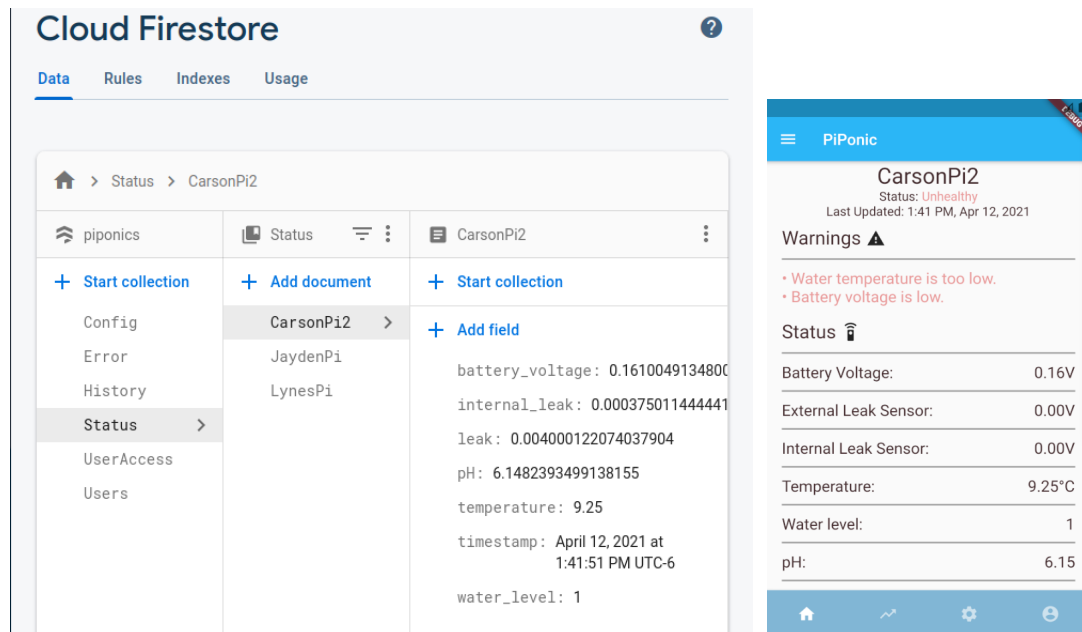 Cloud Firestore
Data Rules Indexes Usage
Status CarsonPi2
piponics
Start collection
Config
Error
History
Status
UserAccess
Users
Status
Add document
CarsonPi2
JaydenPi
LynesPi
CarsonPi2
Start collection
Add field
battery_voltage: 0.1610049134800
internal_leak: 0.000375011444441
leak: 0.004000122074037904
pH: 6.1482393499138155
temperature: 9.25
timestamp: April 12, 2021 at
1:41:51 PM UTC-6
water_level: 1
DEBUG
PiPonic
CarsonPi2
Status: Unhealthy
Last Updated: 1:41 PM, Apr 12, 2021
Warnings
• Water temperature is too low.
• Battery voltage is low.
Status
Battery Voltage: 0.16V
External Leak Sensor: 0.00V
Internal Leak Sensor: 0.00V
Temperature: 9.25°C
Water level: 1
pH: 6.15